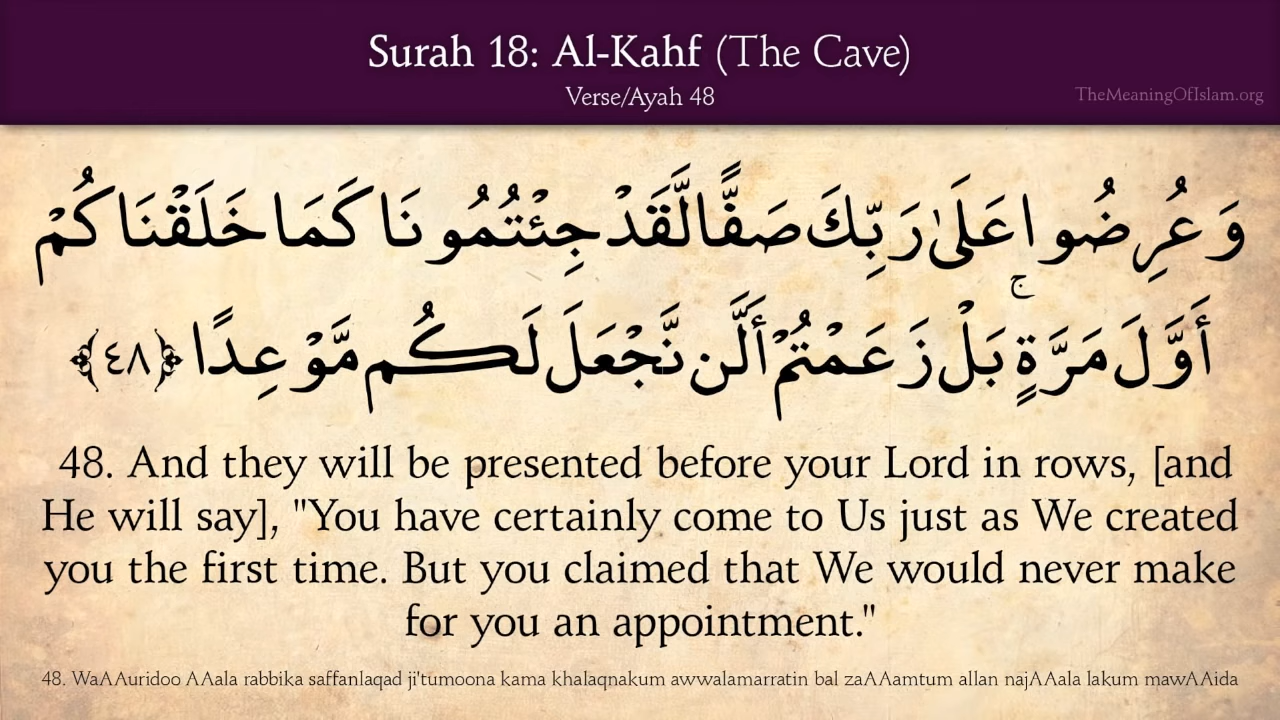 Surah 18: Al-Kahf (The Cave)
Verse/Ayah 48
TheMeaningOfIslam.org
وَعُرِضُوا عَلَىٰ رَبِّكَ صَفًّا لَّقَدْ جِئْتُمُونَا كَمَا خَلَقْنَاكُمْ
أَوَّلَ مَرَّةٍ ۚ بَلْ زَعَمْتُمْ أَلَّن نَّجْعَلَ لَكُم مَّوْعِدًا ﴿٤٨﴾
48. And they will be presented before your Lord in rows, [and
He will say], "You have certainly come to Us just as We created
you the first time. But you claimed that We would never make
for you an appointment."
48. WaAAuridoo AAala rabbika saffanlaqad ji'tumoona kama khalaqnakum awwalamarratin bal zaAAamtum allan najAAala lakum mawAAida